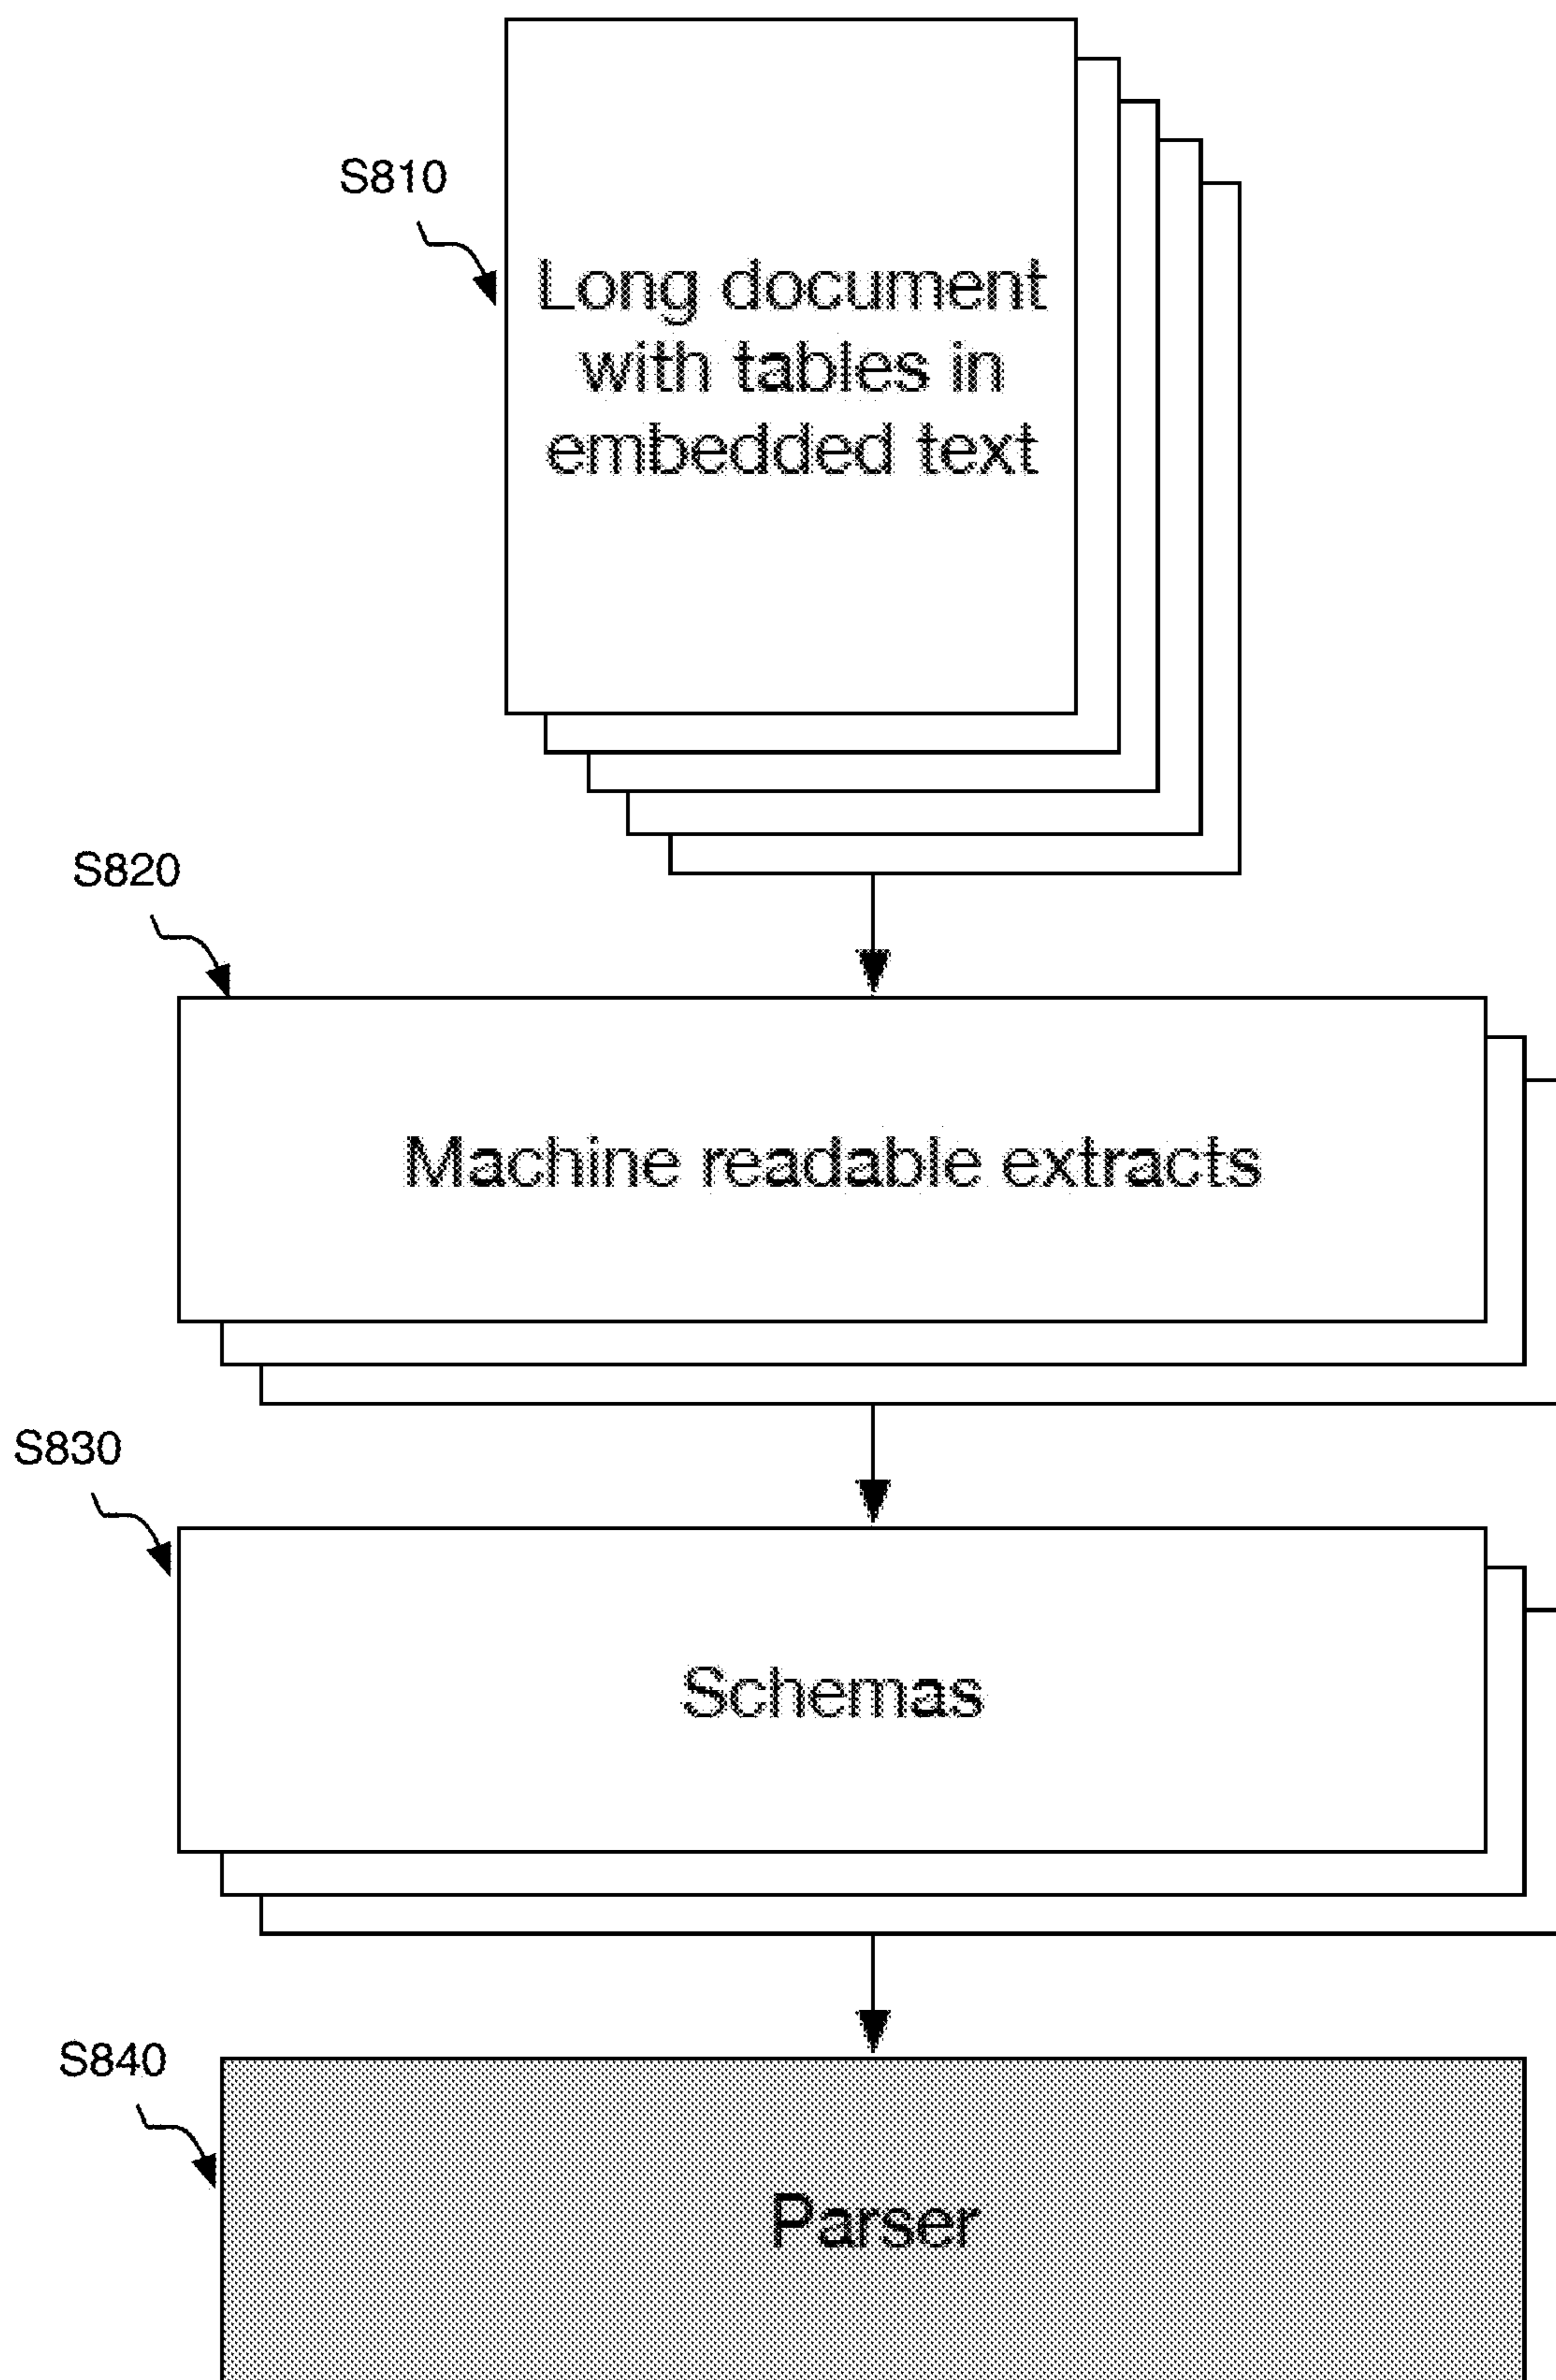 S810
Long document
with tables in
embedded text
S820
Machine readable extracts
S830
Schemas
S840
Parser